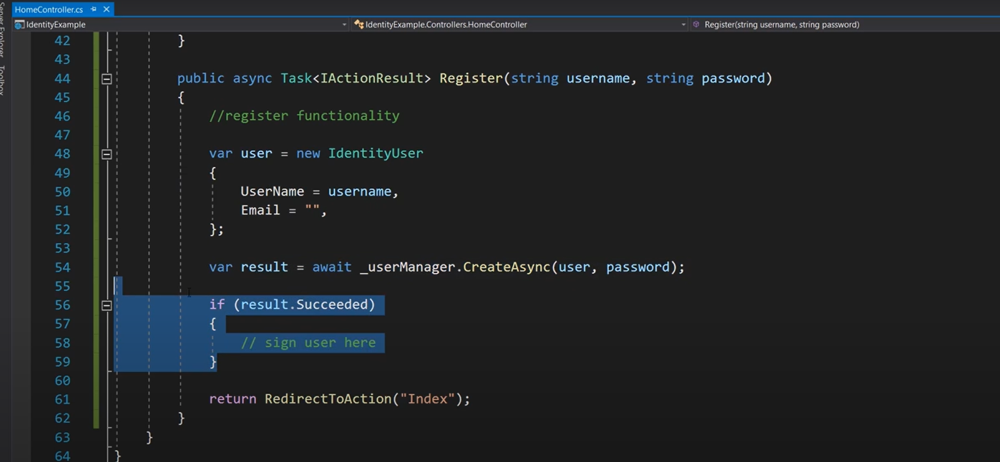 HomeController.cs
Server Explorer
Toolbox
IdentityExample
IdentityExample.Controllers.HomeController
Register(string username, string password)
42 }
43
44 public async Task<IActionResult> Register(string username, string password)
45 {
46 //register functionality
47
48 var user = new IdentityUser
49 {
50 UserName = username,
51 Email = "",
52 };
53
54 var result = await _userManager.CreateAsync(user, password);
55
56 if (result.Succeeded)
57 {
58 // sign user here
59 }
60
61 return RedirectToAction("Index");
62 }
63 }
64 }